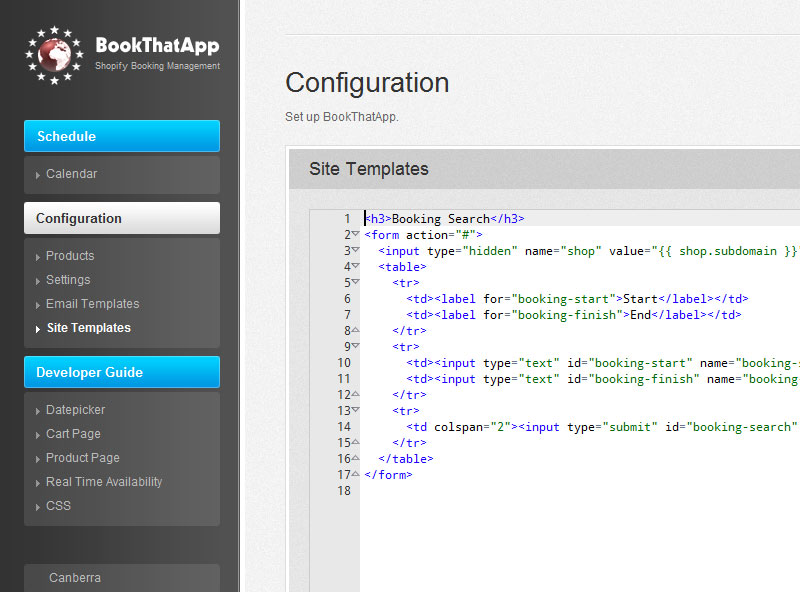 BookThatApp
Shopify Booking Management
Schedule
Calendar
Configuration
Products
Settings
Email Templates
Site Templates
Developer Guide
Datepicker
Cart Page
Product Page
Real Time Availability
CSS
Canberra
Configuration
Set up BookThatApp.
Site Templates
1 <h3>Booking Search</h3>
2 <form action="#">
3 <input type="hidden" name="shop" value="{{ shop.subdomain }}"
4 <table>
5 <tr>
6 <td><label for="booking-start">Start</label></td>
7 <td><label for="booking-finish">End</label></td>
8 </tr>
9 <tr>
10 <td><input type="text" id="booking-start" name="booking-s
11 <td><input type="text" id="booking-finish" name="booking
12 </tr>
13 <tr>
14 <td colspan="2"><input type="submit" id="booking-search"
15 </tr>
16 </table>
17 </form>
18